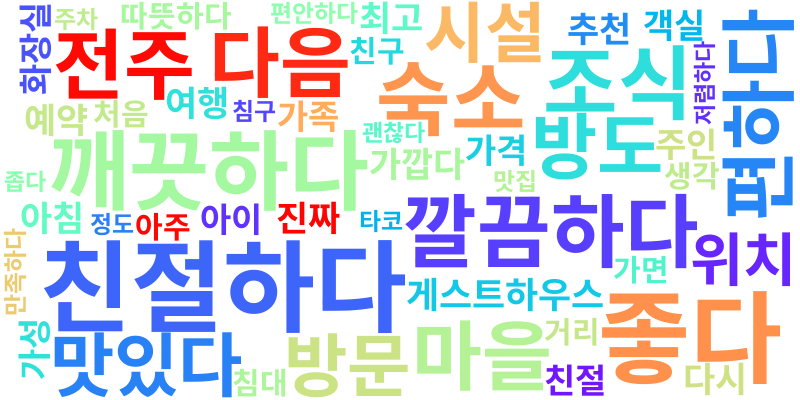 화장실
주차
따뜻하다
편안하다
최고
시설
추천
객실
편하다
전주
다음
친구
숙소
조식
저렴하다
예약
처음
여행
침구
가족
괜찮다
방도
주인
깨끗하다
가깝다
가격
생각
좁다
맛집
아침
정도
아주
아이
진짜
타코
깔끔하다
위치
만족하다
친절하다
가면
게스트하우스
좋다
가성
맛있다
침대
방문
마을
거리
친절
다시